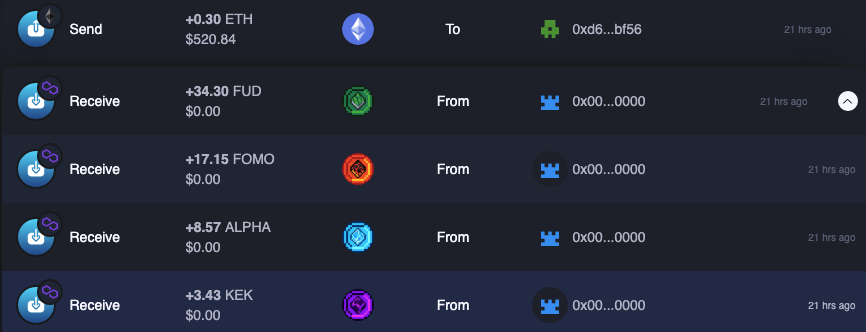 Send +0.30 ETH To 0xd6...bf56 21 hrs ago
$520.84
Receive +34.30 FUD From 0x00...0000 21 hrs ago
$0.00
Receive +17.15 FOMO From 0x00...0000 21 hrs ago
$0.00
Receive +8.57 ALPHA From 0x00...0000 21 hrs ago
$0.00
Receive +3.43 KEK From 0x00...0000 21 hrs ago
$0.00